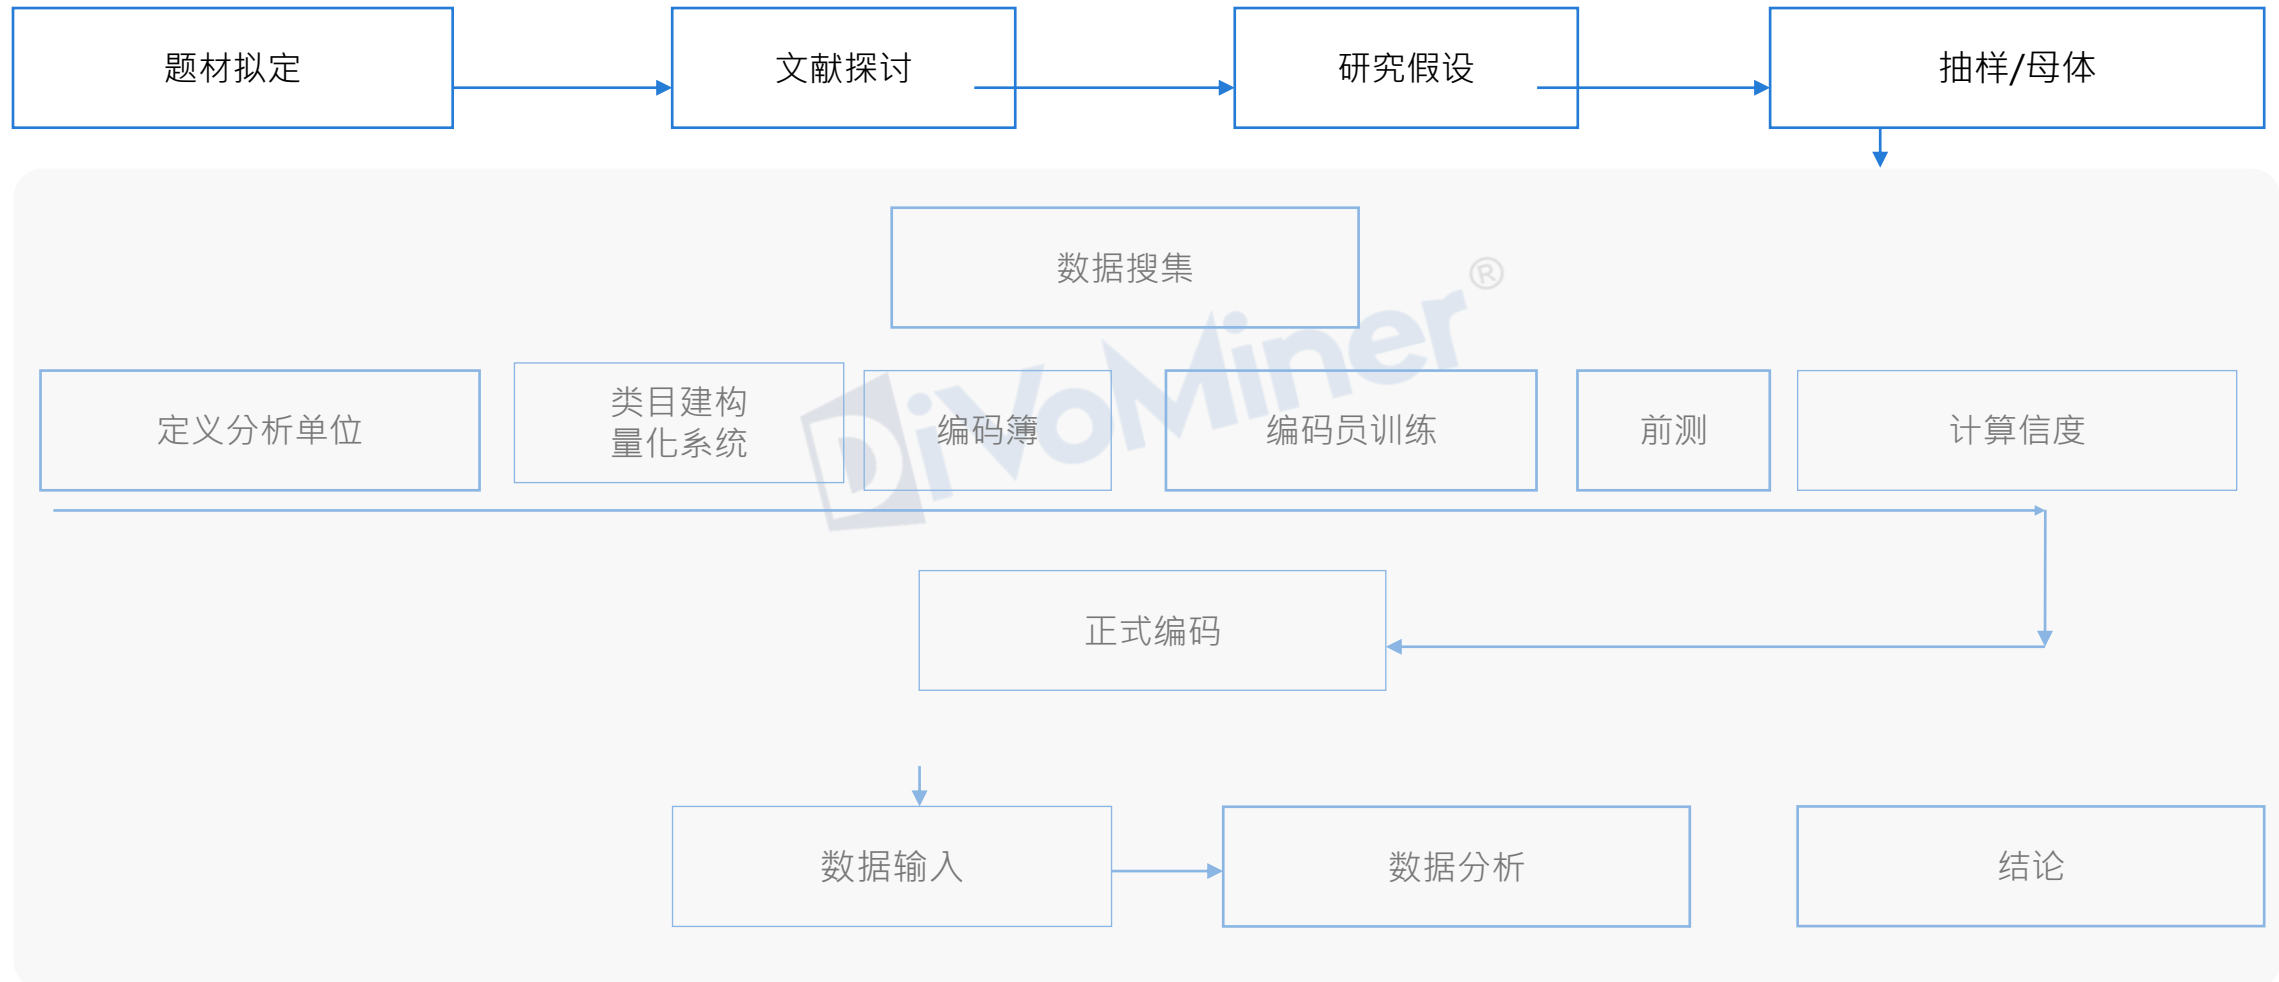 题材拟定
文献探讨
研究假设
抽样/母体
数据搜集
定义分析单位
类目建构
量化系统
编码簿
编码员训练
前测
计算信度
DiVoMiner®
正式编码
数据输入
数据分析
结论